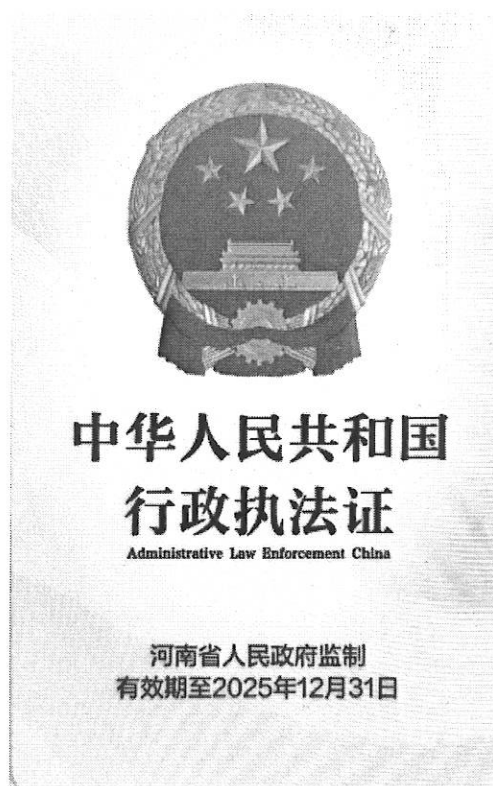 中华人民共和国
行政执法证
Administrative Law Enforcement China
河南省人民政府监制
有效期至2025年12月31日